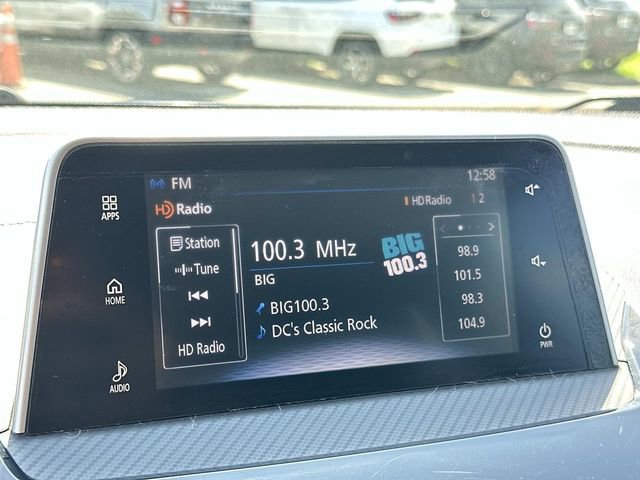 FM
12:58
HD Radio
HD Radio 1 2
APPS
HOME
AUDIO
Station
Tune
HD Radio
100.3 MHz
BIG
BIG100.3
DC's Classic Rock
BIG
100.3
98.9
101.5
98.3
104.9
PWR